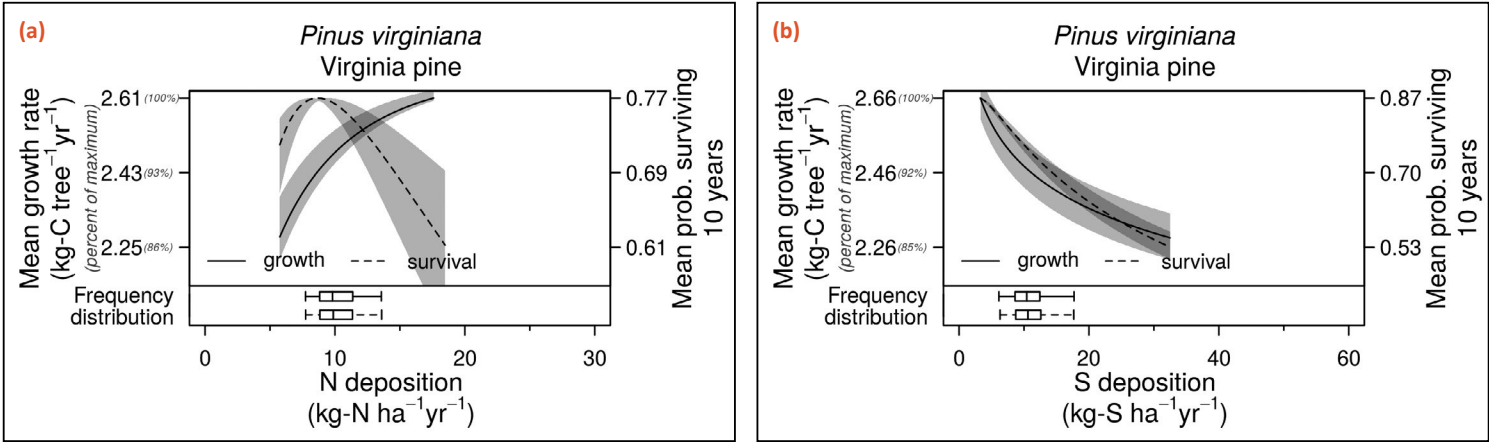 (a)
Pinus virginiana
Virginia pine
Mean growth rate
(kg-C tree⁻¹yr⁻¹)
(percent of maximum)
2.61 (100%)
2.43 (93%)
2.25 (86%)
0.77
0.69
0.61
Mean prob. surviving
10 years
growth
survival
Frequency
distribution
0 10 20 30
N deposition
(kg-N ha⁻¹yr⁻¹)
(b)
Pinus virginiana
Virginia pine
Mean growth rate
(kg-C tree⁻¹yr⁻¹)
(percent of maximum)
2.66 (100%)
2.46 (92%)
2.26 (85%)
0.87
0.70
0.53
Mean prob. surviving
10 years
growth
survival
Frequency
distribution
0 20 40 60
S deposition
(kg-S ha⁻¹yr⁻¹)